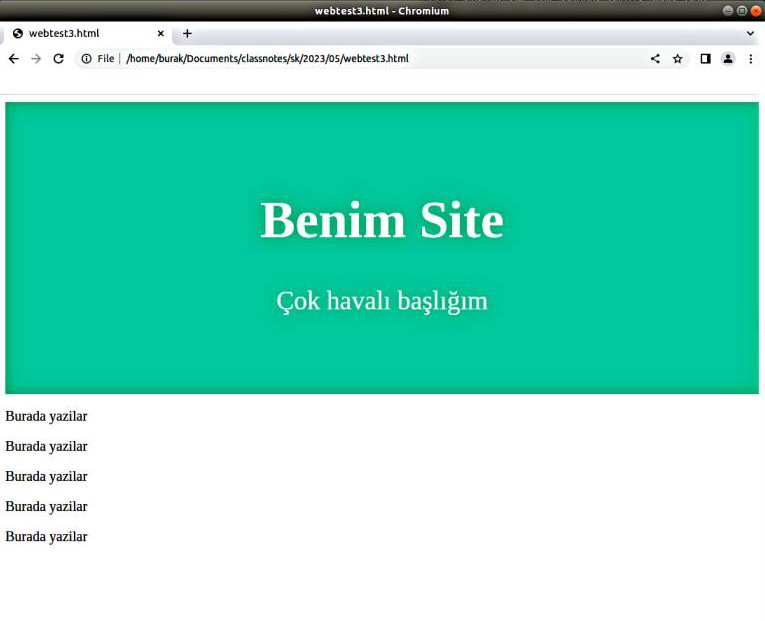 webtest3.html - Chromium
webtest3.html
File /home/burak/Documents/classnotes/sk/2023/05/webtest3.html
Benim Site
Çok havalı başlığım
Burada yazilar
Burada yazilar
Burada yazilar
Burada yazilar
Burada yazilar